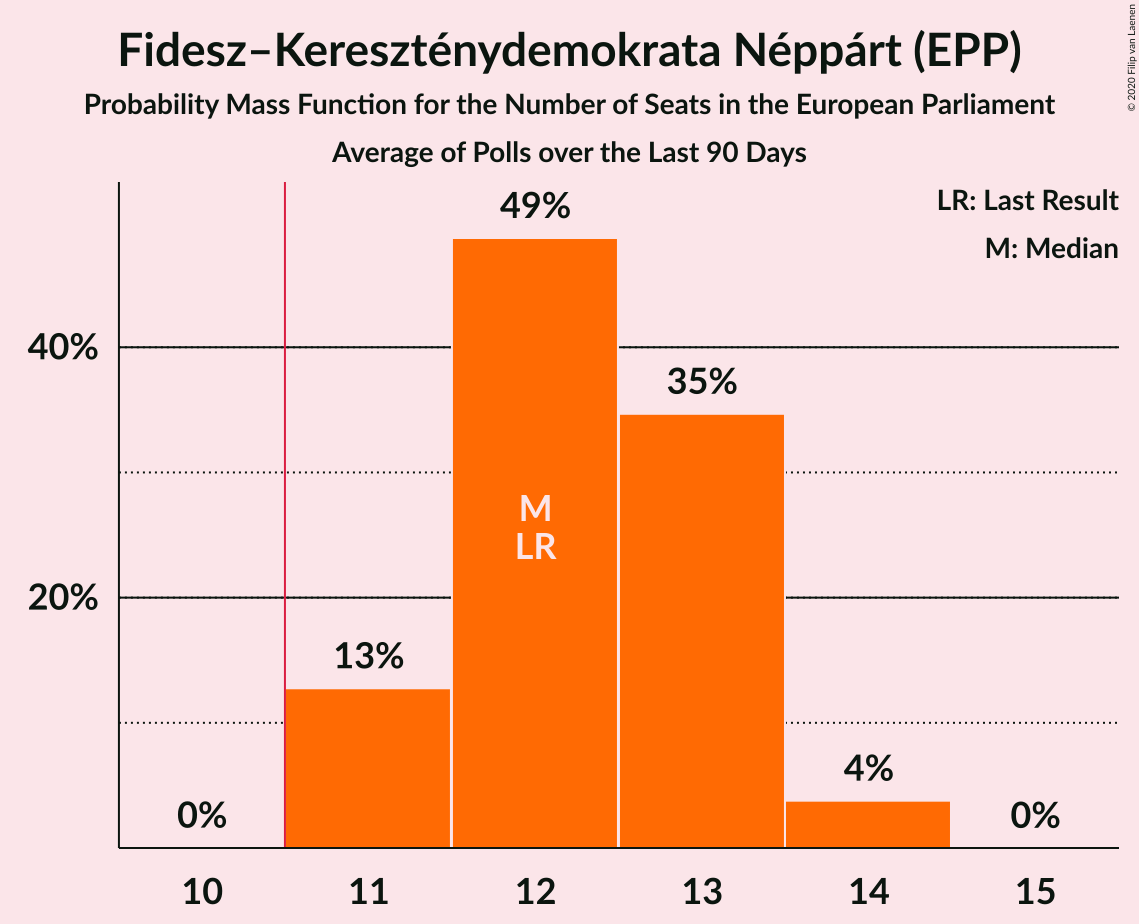 Fidesz–Kereszténydemokrata Néppárt (EPP)
Probability Mass Function for the Number of Seats in the European Parliament
Average of Polls over the Last 90 Days
© 2020 Filip van Laenen
LR: Last Result
M: Median
49%
40%
35%
M
LR
20%
13%
4%
0%
0%
10 11 12 13 14 15